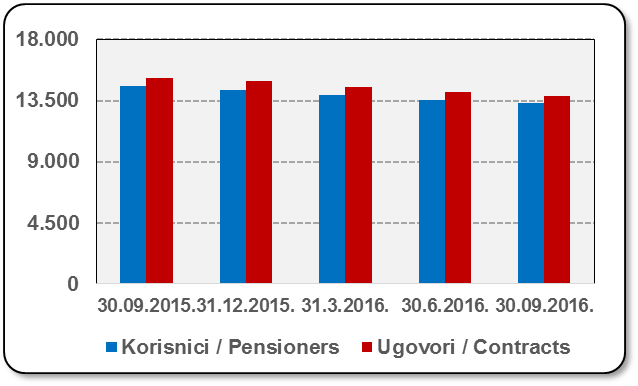 18.000
13.500
9.000
4.500
0
30.09.2015. 31.12.2015. 31.3.2016. 30.6.2016. 30.09.2016.
Korisnici / Pensioners Ugovori / Contracts